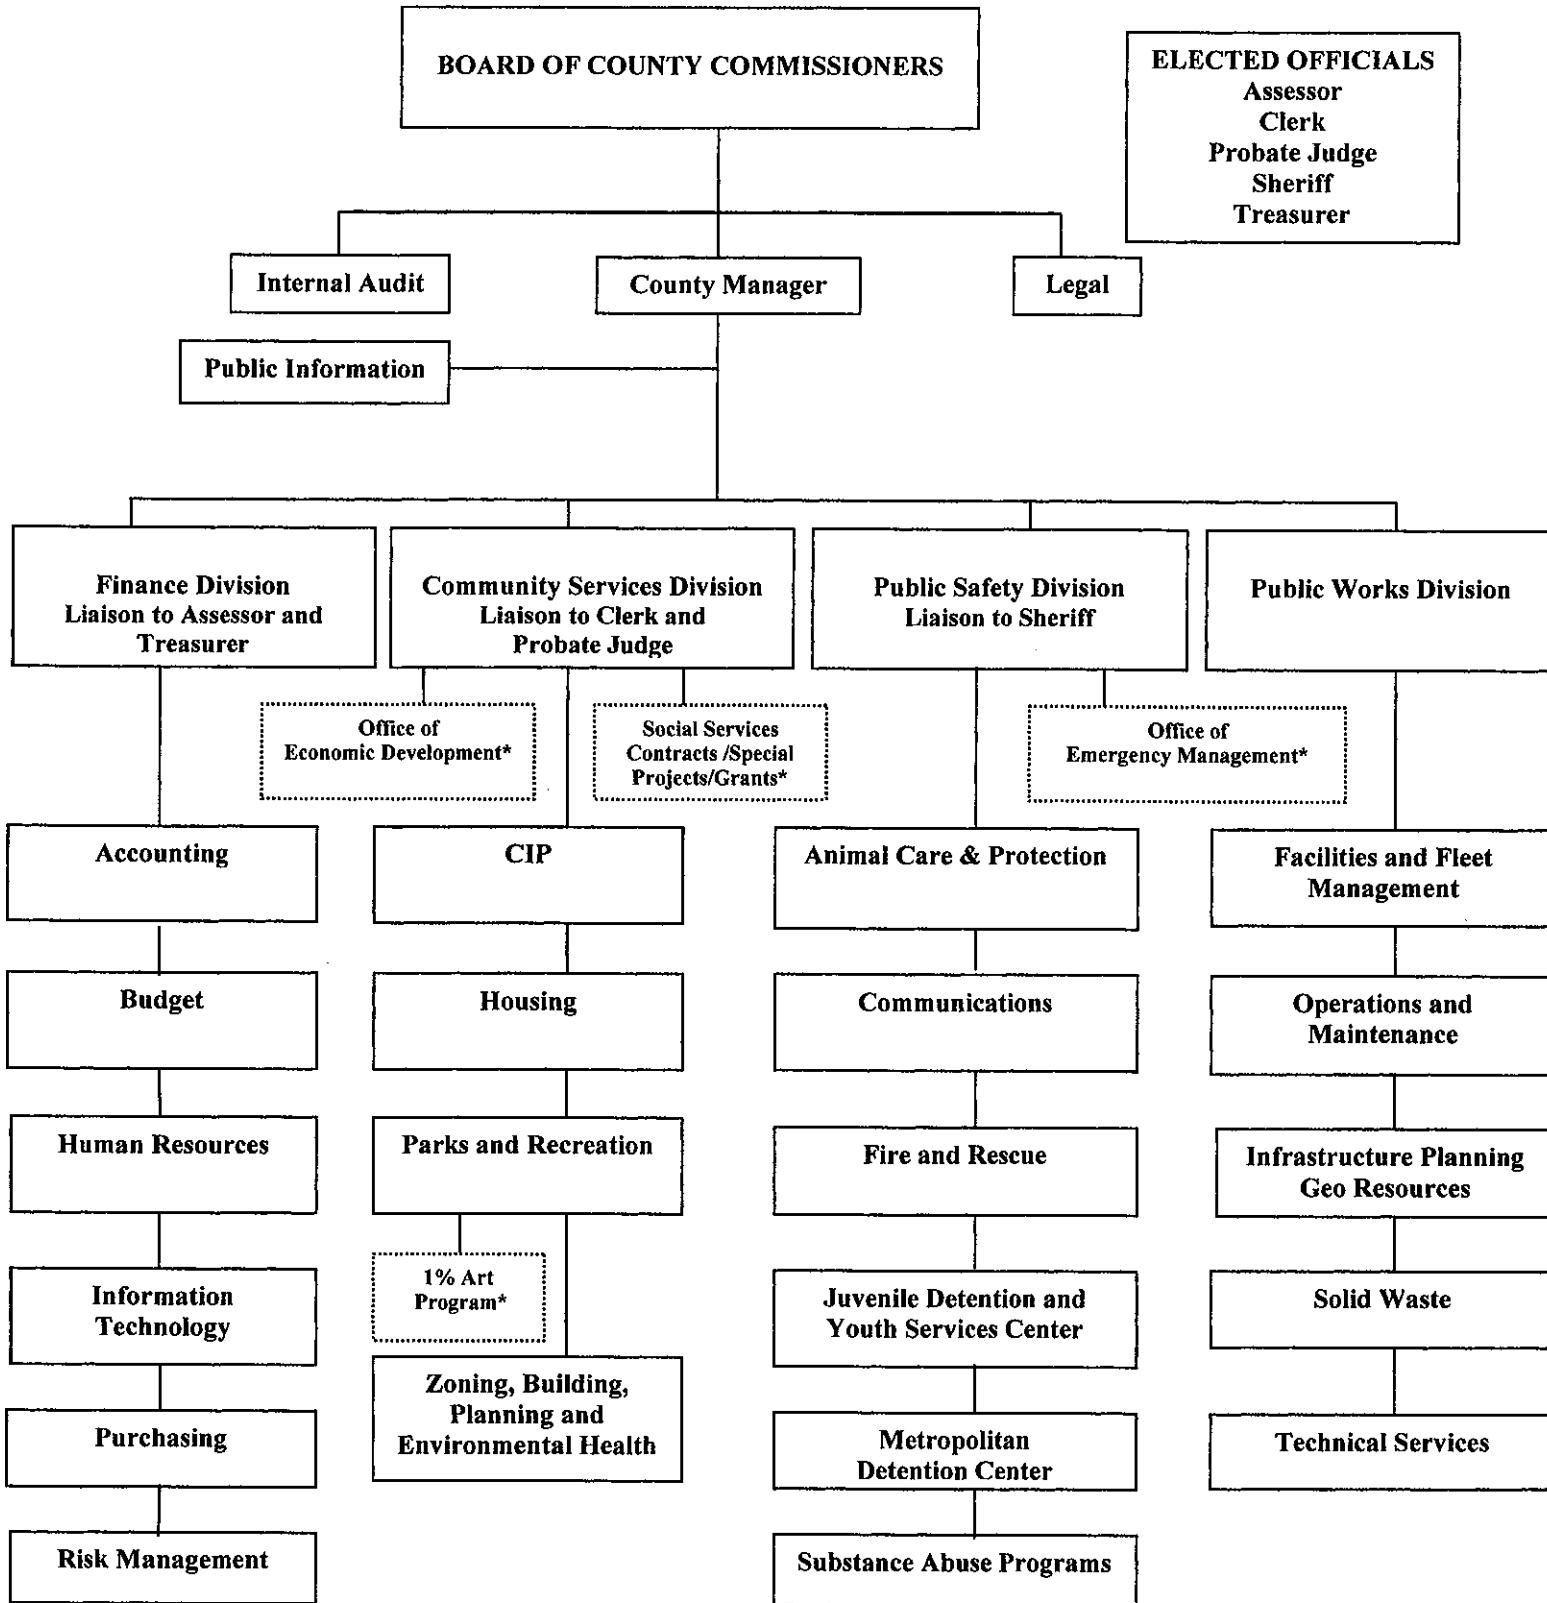 BOARD OF COUNTY COMMISSIONERS
ELECTED OFFICIALS
Assessor
Clerk
Probate Judge
Sheriff
Treasurer
Internal Audit
County Manager
Legal
Public Information
Finance Division
Liaison to Assessor and
Treasurer
Community Services Division
Liaison to Clerk and
Probate Judge
Public Safety Division
Liaison to Sheriff
Public Works Division
Office of
Economic Development*
Social Services
Contracts /Special
Projects/Grants*
Office of
Emergency Management*
Accounting
CIP
Animal Care & Protection
Facilities and Fleet
Management
Budget
Housing
Communications
Operations and
Maintenance
Human Resources
Parks and Recreation
Fire and Rescue
Infrastructure Planning
Geo Resources
Information
Technology
1% Art
Program*
Juvenile Detention and
Youth Services Center
Solid Waste
Purchasing
Zoning, Building,
Planning and
Environmental Health
Metropolitan
Detention Center
Technical Services
Risk Management
Substance Abuse Programs